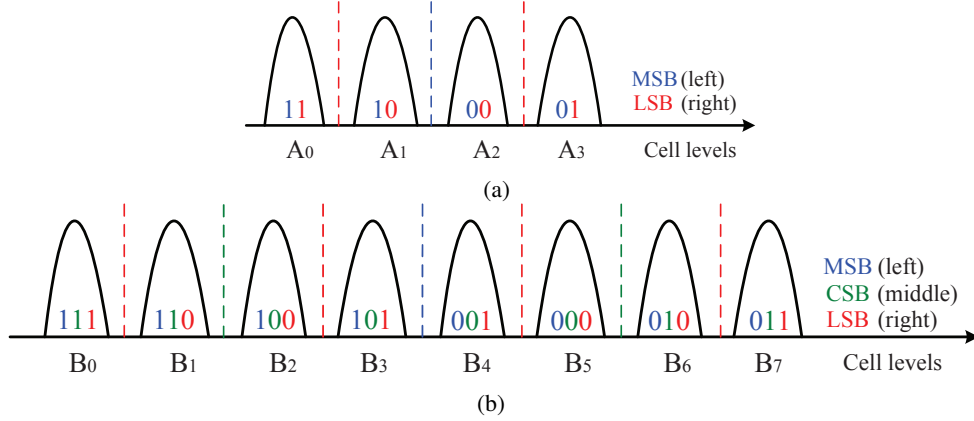 11 10 00 01
MSB (left)
LSB (right)
A0 A1 A2 A3 Cell levels
(a)
111 110 100 101 001 000 010 011
MSB (left)
CSB (middle)
LSB (right)
B0 B1 B2 B3 B4 B5 B6 B7 Cell levels
(b)